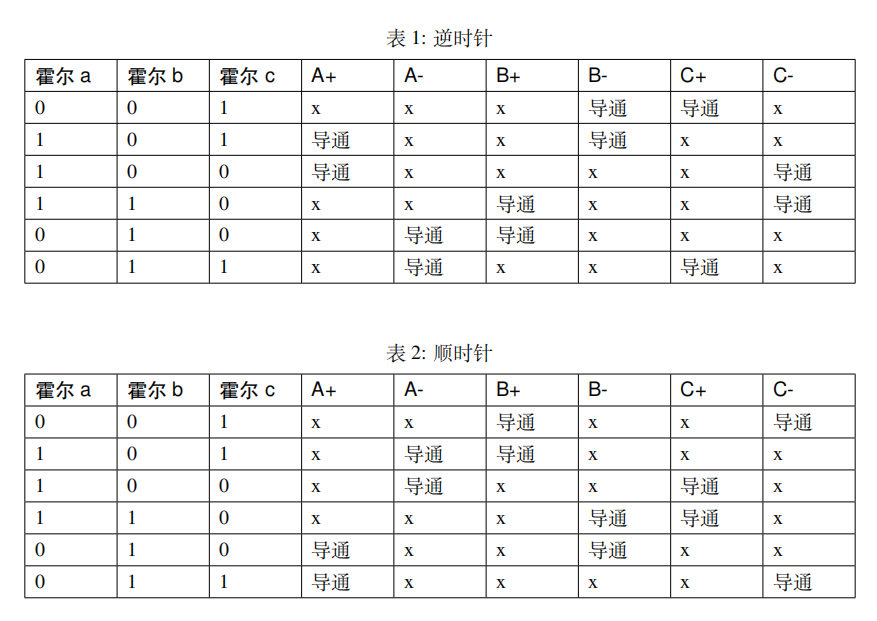 表 1: 逆时针
霍尔 a 霍尔 b 霍尔 c A+ A- B+ B- C+ C-
0 0 1 x x x 导通 导通 x
1 0 1 导通 x x 导通 x x
1 0 0 导通 x x x x 导通
1 1 0 x x 导通 x x 导通
0 1 0 x 导通 导通 x x x
0 1 1 x 导通 x x 导通 x
表 2: 顺时针
霍尔 a 霍尔 b 霍尔 c A+ A- B+ B- C+ C-
0 0 1 x x 导通 x x 导通
1 0 1 x 导通 导通 x x x
1 0 0 x 导通 x x 导通 x
1 1 0 x x x 导通 导通 x
0 1 0 导通 x x 导通 x x
0 1 1 导通 x x x x 导通